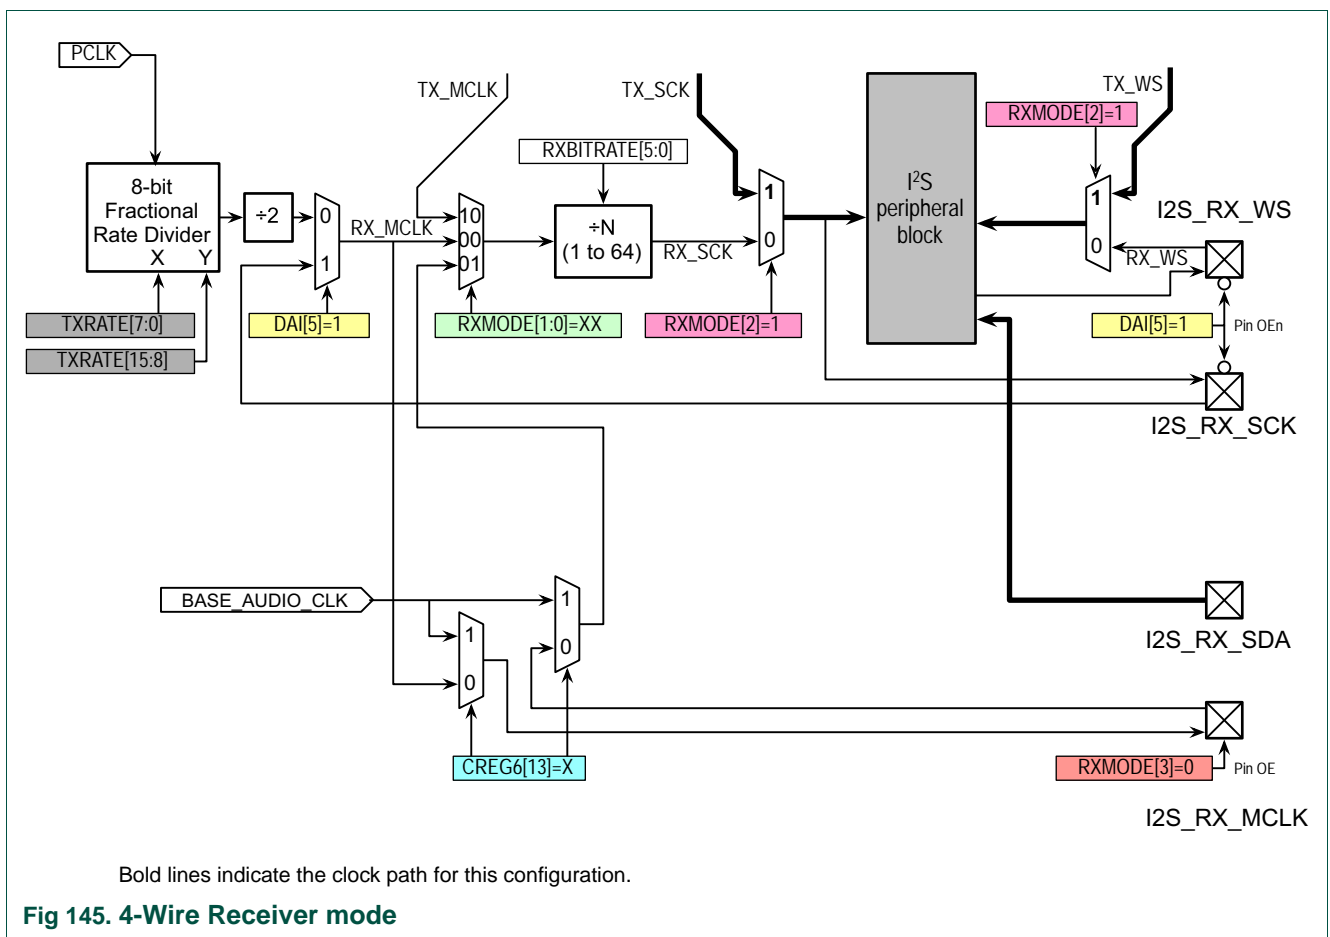 PCLK
TX_MCLK
TX_SCK
TX_WS
RXMODE[2]=1
RXBITRATE[5:0]
8-bit
Fractional
Rate Divider
X Y
÷2
0
1
RX_MCLK
10
00
01
÷N
(1 to 64)
RX_SCK
1
0
I2S
peripheral
block
1
0
I2S_RX_WS
RX_WS
TXRATE[7:0]
DAI[5]=1
RXMODE[1:0]=XX
RXMODE[2]=1
DAI[5]=1
Pin OEn
TXRATE[15:8]
I2S_RX_SCK
BASE_AUDIO_CLK
1
0
1
0
I2S_RX_SDA
CREG6[13]=X
RXMODE[3]=0
Pin OE
I2S_RX_MCLK
Bold lines indicate the clock path for this configuration.
Fig 145. 4-Wire Receiver mode